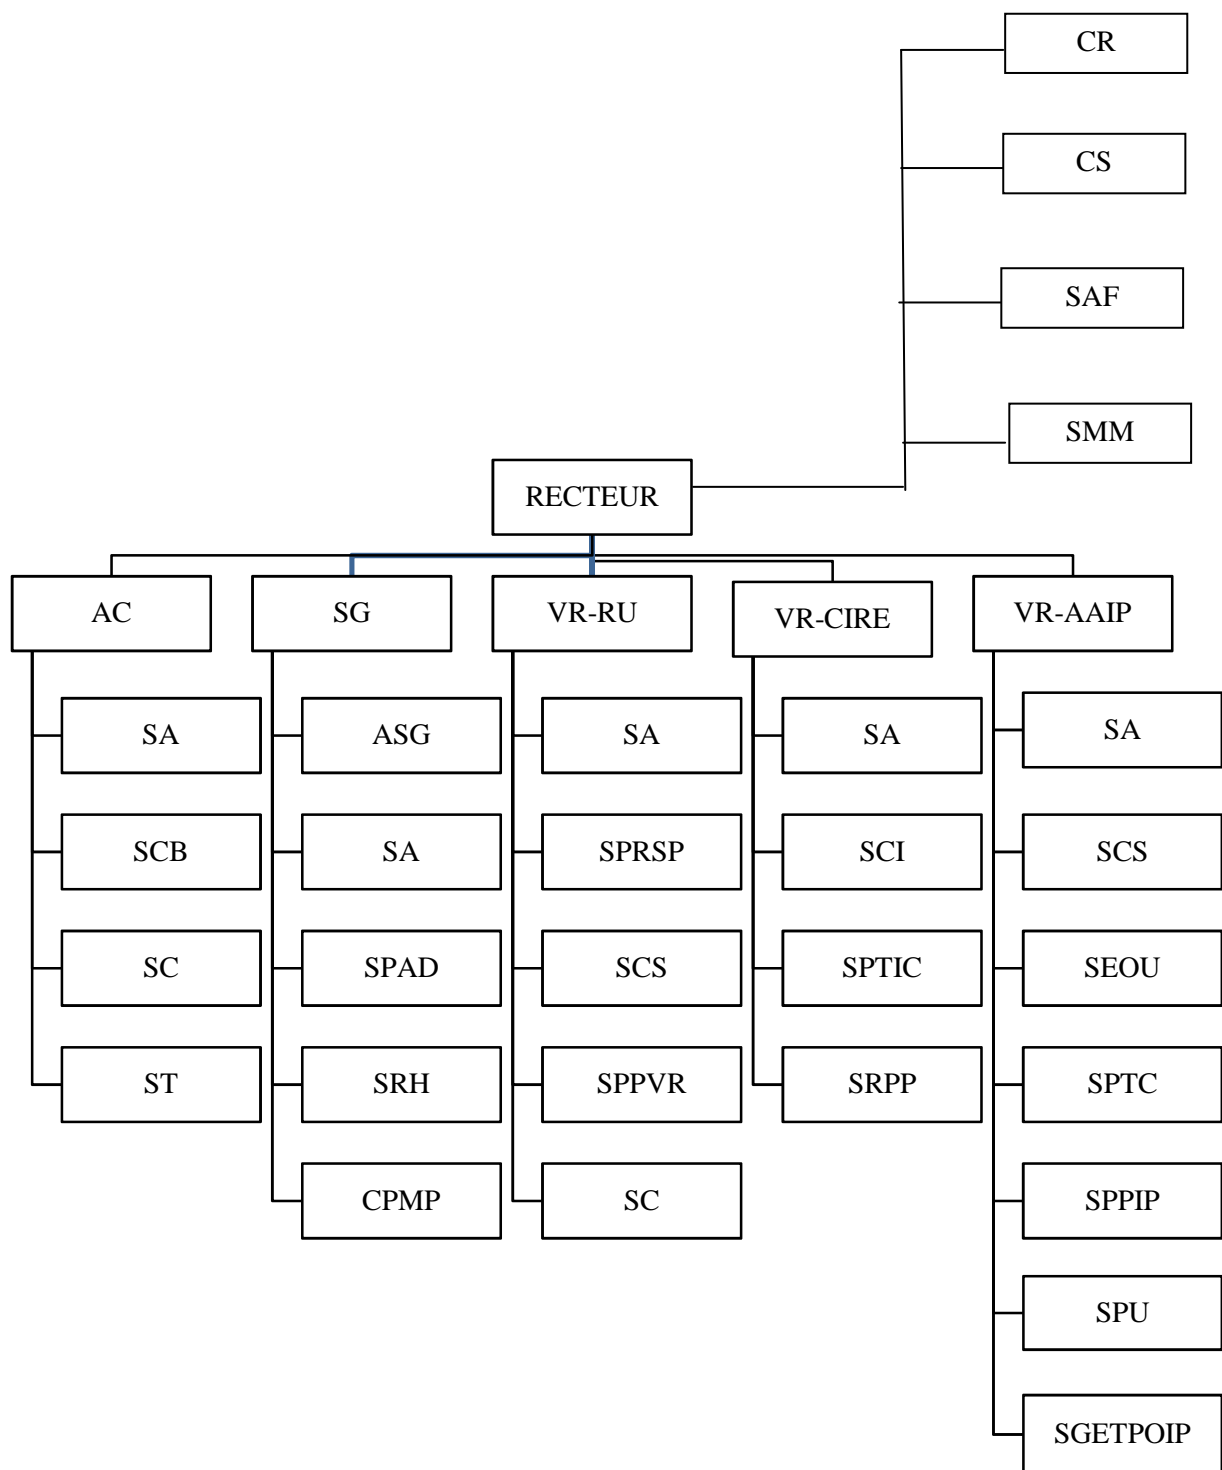 CR
CS
SAF
SMM
RECTEUR
AC
SG
VR-RU
VR-CIRE
VR-AAIP
SA
ASG
SA
SA
SA
SCB
SA
SPRSP
SCI
SCS
SC
SPAD
SCS
SPTIC
SEOU
ST
SRH
SPPVR
SRPP
SPTC
CPMP
SC
SPPIP
SPU
SGETPOIP